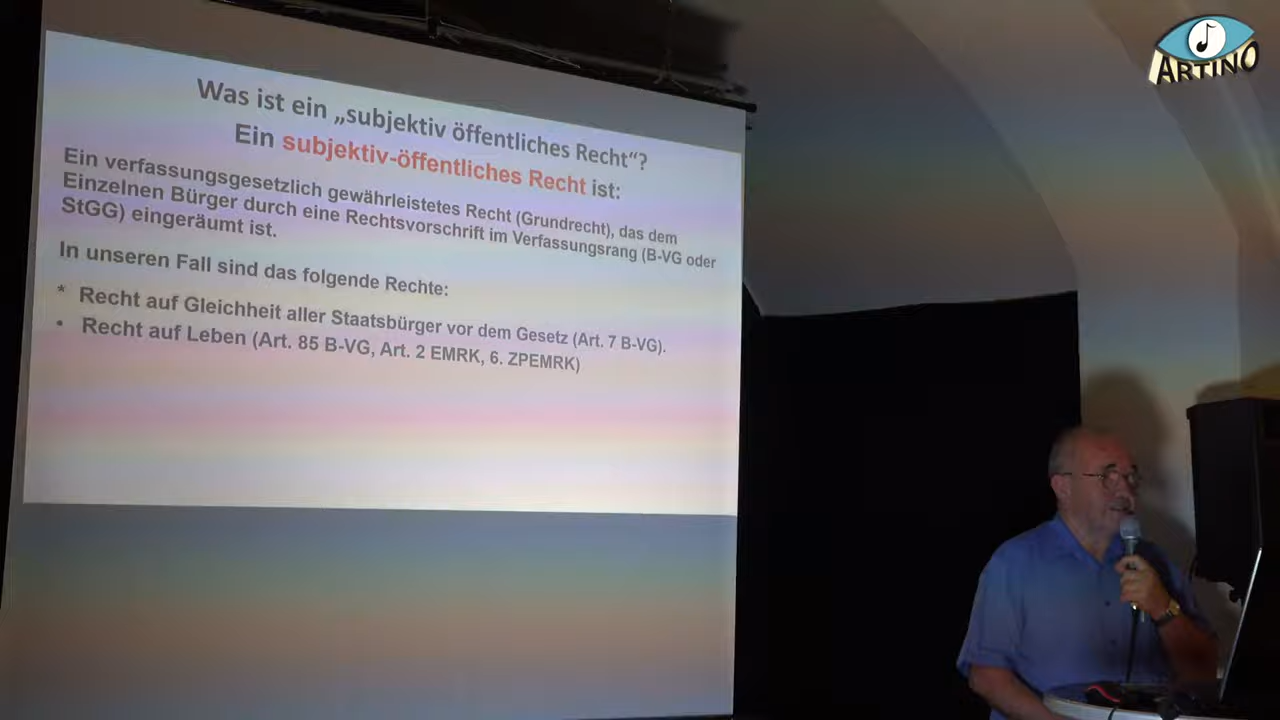 Was ist ein „subjektiv öffentliches Recht“?
Ein subjektiv-öffentliches Recht ist:
Ein verfassungsgesetzlich gewährleistetes Recht (Grundrecht), das dem
Einzelnen Bürger durch eine Rechtsvorschrift im Verfassungsrang (B-VG oder
StGG) eingeräumt ist.
In unseren Fall sind das folgende Rechte:
* Recht auf Gleichheit aller Staatsbürger vor dem Gesetz (Art. 7 B-VG).
• Recht auf Leben (Art. 85 B-VG, Art. 2 EMRK, 6. ZPEMRK)
ARTINO